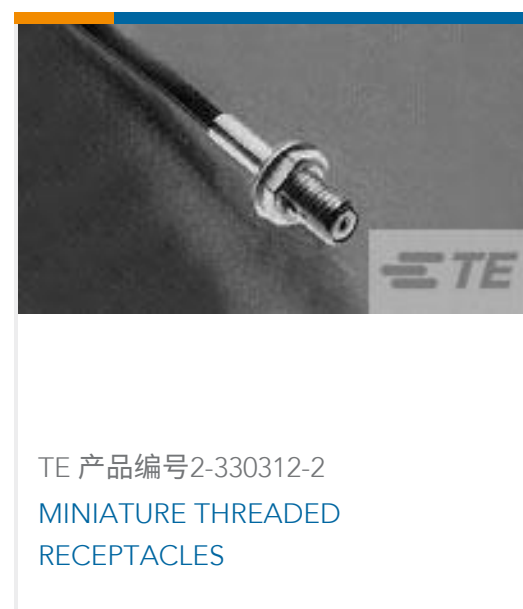 TE
TE 产品编号2-330312-2
MINIATURE THREADED
RECEPTACLES